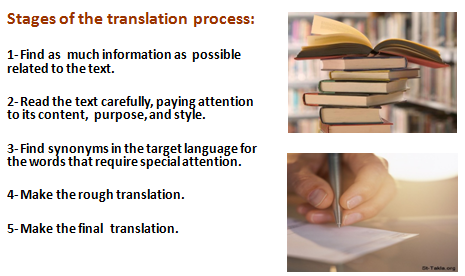 Stages of the translation process:
1- Find as much information as possible
related to the text.
2- Read the text carefully, paying attention
to its content, purpose, and style.
3- Find synonyms in the target language for
the words that require special attention.
4- Make the rough translation.
5- Make the final translation.
St-Takla.org